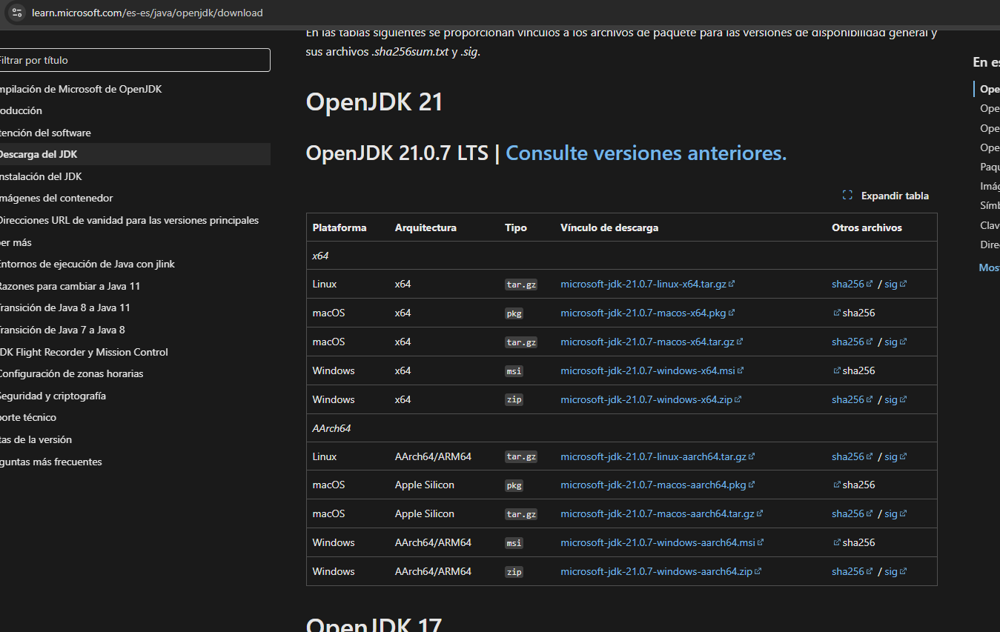 learn.microsoft.com/es-es/java/openjdk/download
En las tablas siguientes se proporcionan vínculos a los archivos de paquete para las versiones de disponibilidad general y
sus archivos .sha256sum.txt y .sig.
Filtrar por título
mpilación de Microsoft de OpenJDK
roducción
tención del software
Descarga del JDK
Instalación del JDK
Imágenes del contenedor
Direcciones URL de vanidad para las versiones principales
er más
Entornos de ejecución de Java con jlink
Razones para cambiar a Java 11
Transición de Java 8 a Java 11
Transición de Java 7 a Java 8
JDK Flight Recorder y Mission Control
Configuración de zonas horarias
Seguridad y criptografía
porte técnico
tas de la versión
guntas más frecuentes
OpenJDK 21
OpenJDK 21.0.7 LTS | Consulte versiones anteriores.
Expandir tabla
Plataforma Arquitectura Tipo Vínculo de descarga Otros archivos
x64
Linux x64 tar.gz microsoft-jdk-21.0.7-linux-x64.tar.gz sha256 / sig
macOS x64 pkg microsoft-jdk-21.0.7-macos-x64.pkg sha256
macOS x64 tar.gz microsoft-jdk-21.0.7-macos-x64.tar.gz sha256 / sig
Windows x64 msi microsoft-jdk-21.0.7-windows-x64.msi sha256
Windows x64 zip microsoft-jdk-21.0.7-windows-x64.zip sha256 / sig
AArch64
Linux AArch64/ARM64 tar.gz microsoft-jdk-21.0.7-linux-aarch64.tar.gz sha256 / sig
macOS Apple Silicon pkg microsoft-jdk-21.0.7-macos-aarch64.pkg sha256
macOS Apple Silicon tar.gz microsoft-jdk-21.0.7-macos-aarch64.tar.gz sha256 / sig
Windows AArch64/ARM64 msi microsoft-jdk-21.0.7-windows-aarch64.msi sha256
Windows AArch64/ARM64 zip microsoft-jdk-21.0.7-windows-aarch64.zip sha256 / sig
OpenJDK 17
En es
Ope
Ope
Ope
Ope
Paqu
Imág
Símb
Clav
Dire
Most